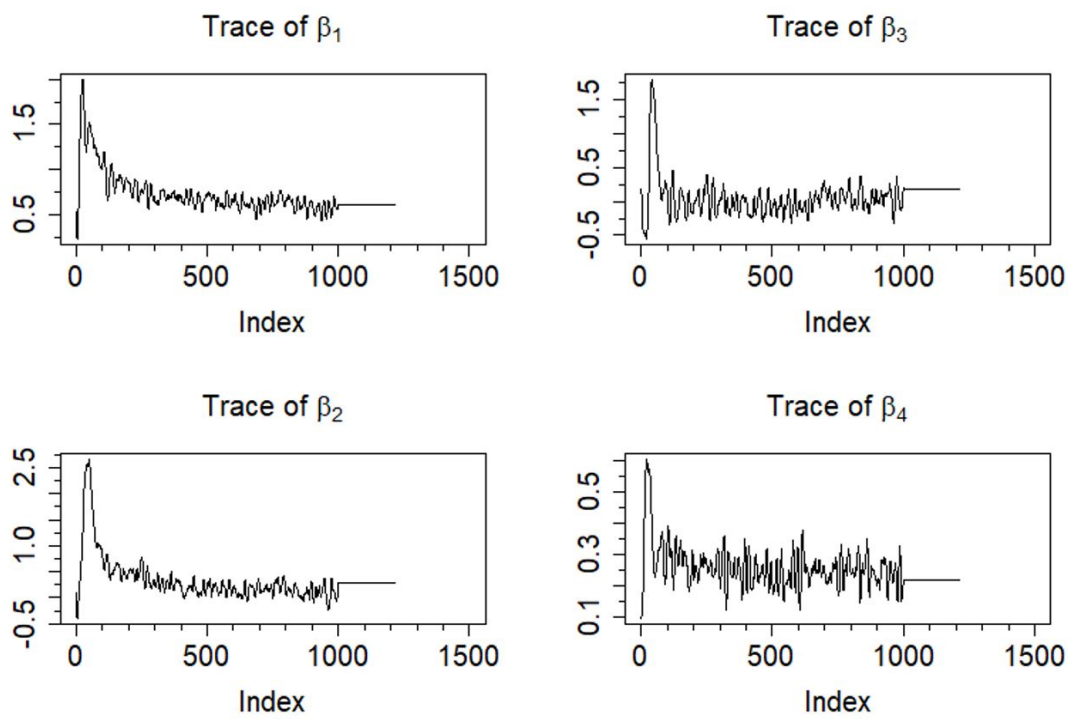 Trace of β1
0.5 1.5
0 500 1000 1500
Index
Trace of β3
-0.5 0.5 1.5
0 500 1000 1500
Index
Trace of β2
-0.5 1.0 2.5
0 500 1000 1500
Index
Trace of β4
0.1 0.3 0.5
0 500 1000 1500
Index